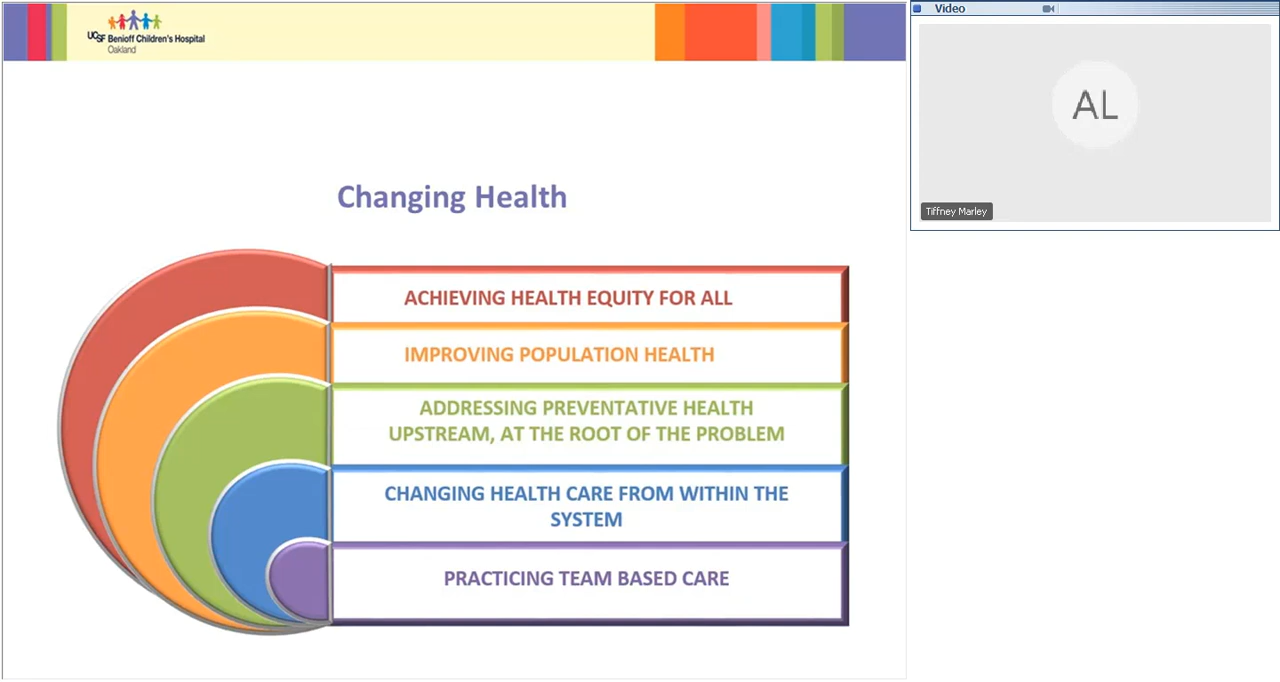 UCSF Benioff Children's Hospital
Oakland
Video
AL
Tiffney Marley
Changing Health
ACHIEVING HEALTH EQUITY FOR ALL
IMPROVING POPULATION HEALTH
ADDRESSING PREVENTATIVE HEALTH
UPSTREAM, AT THE ROOT OF THE PROBLEM
CHANGING HEALTH CARE FROM WITHIN THE
SYSTEM
PRACTICING TEAM BASED CARE